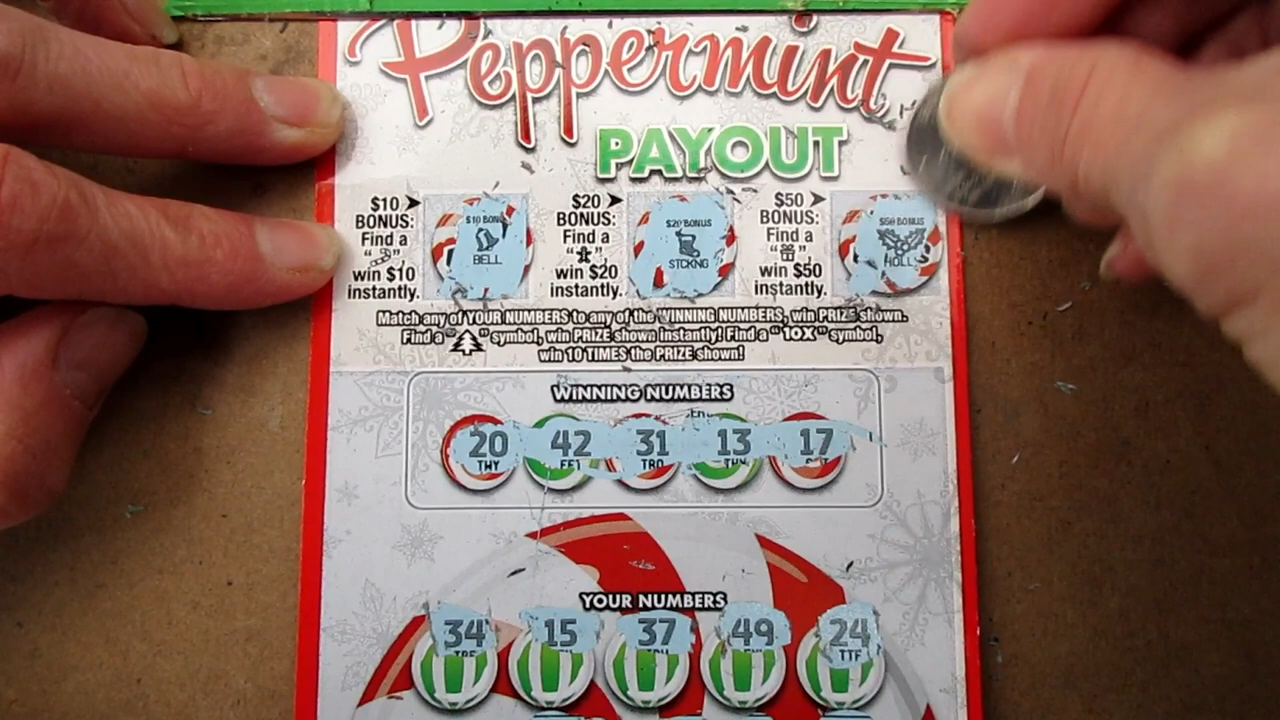 Peppermint
PAYOUT
$10
BONUS:
Find a
" ",
win $10
instantly.
$10 BONU
BELL
$20
BONUS:
Find a
" ",
win $20
instantly.
$20 BONUS
STCKNG
$50
BONUS:
Find a
" ",
win $50
instantly.
$50 BONUS
HOLL
Match any of YOUR NUMBERS to any of the WINNING NUMBERS, win PRIZE shown.
Find a " " symbol, win PRIZE shown instantly! Find a "10X" symbol,
win 10 TIMES the PRIZE shown!
WINNING NUMBERS
20 42 31 13 17
YOUR NUMBERS
34 15 37 49 24
TTF